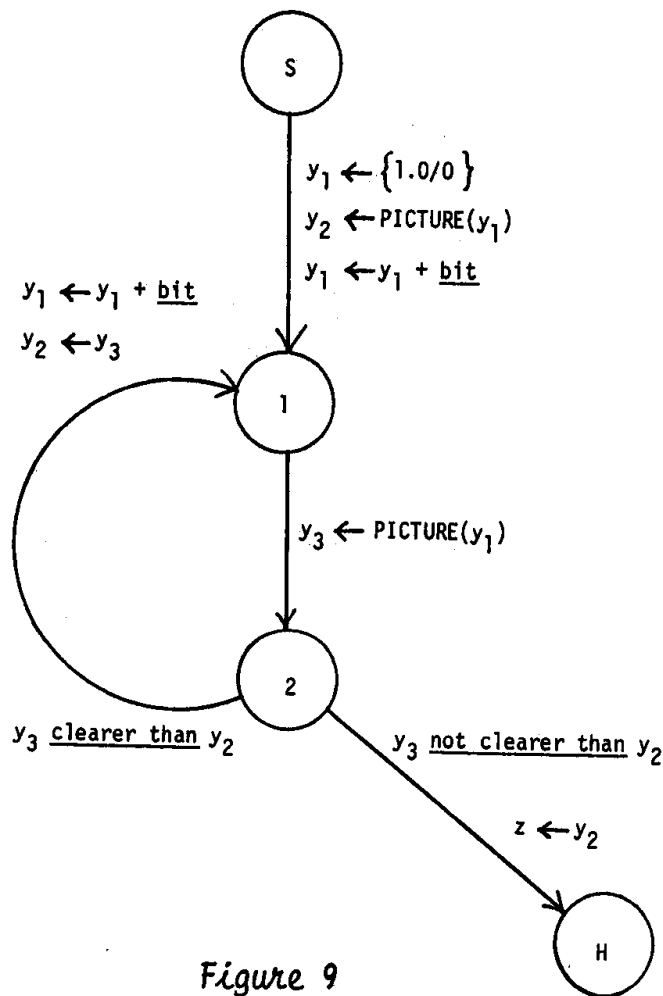 S
y₁ ← {1.0/0}
y₂ ← PICTURE(y₁)
y₁ ← y₁ + bit
y₁ ← y₁ + bit
y₂ ← y₃
1
y₃ ← PICTURE(y₁)
2
y₃ clearer than y₂
y₃ not clearer than y₂
z ← y₂
H
Figure 9